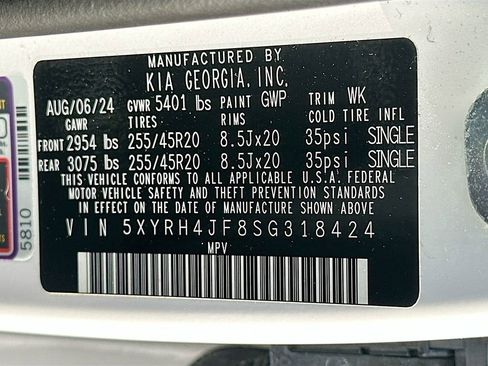 MANUFACTURED BY
KIA GEORGIA, INC.
AUG/06/24 GVWR 5401 lbs PAINT GWP TRIM WK
GAWR TIRES RIMS COLD TIRE INFL
FRONT 2954 lbs 255/45R20 8.5Jx20 35psi SINGLE
REAR 3075 lbs 255/45R20 8.5Jx20 35psi SINGLE
THIS VEHICLE CONFORMS TO ALL APPLICABLE U.S.A. FEDERAL
MOTOR VEHICLE SAFETY AND THEFT PREVENTION STANDARDS
IN EFFECT ON THE DATE OF MANUFACTURE SHOWN ABOVE.
VIN 5XYRH4JF8SG318424
MPV
5810